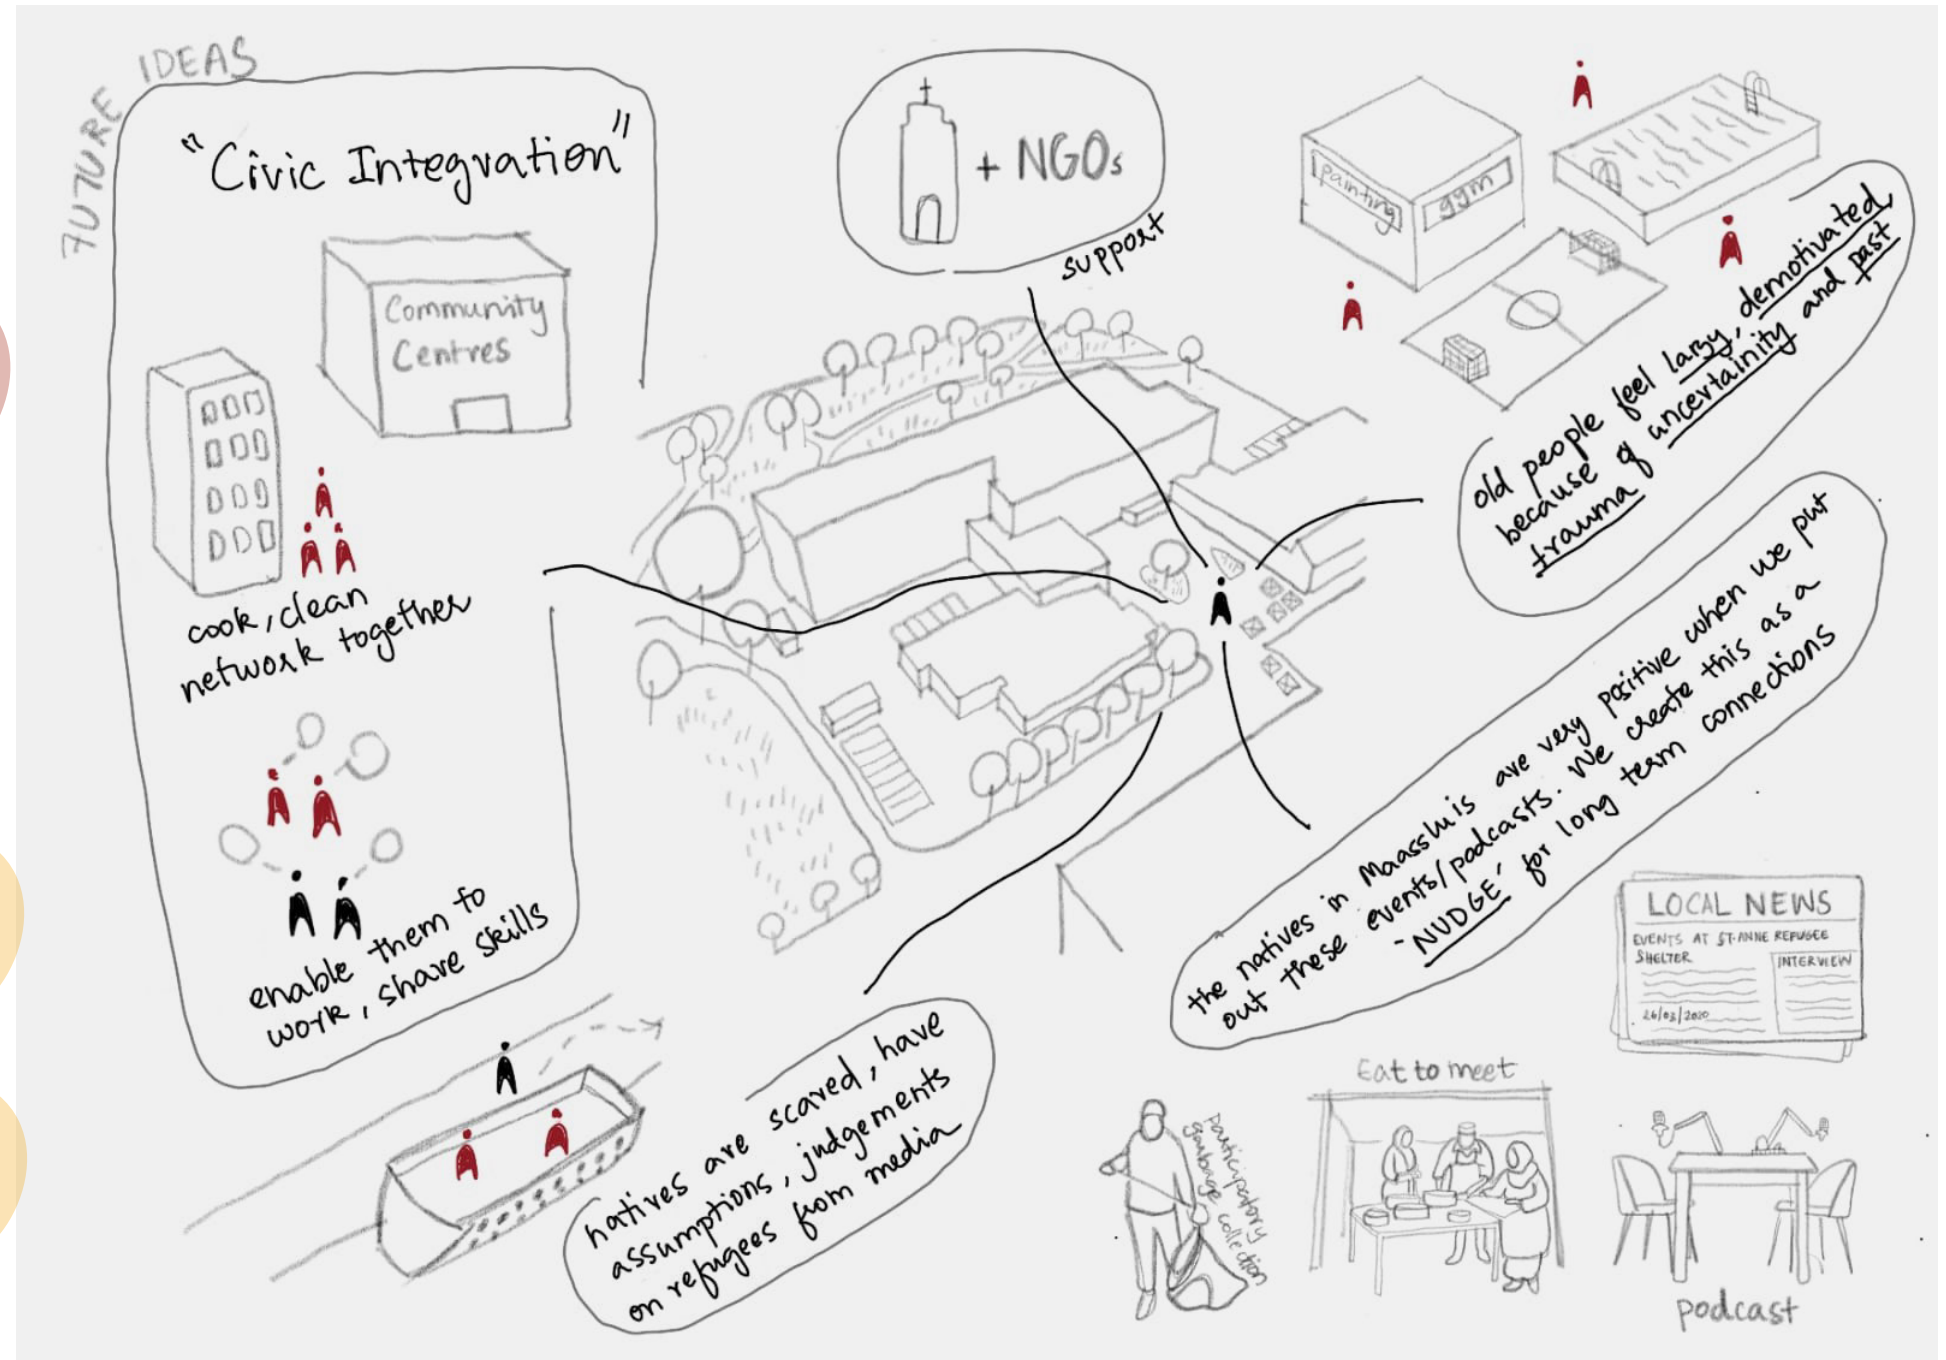 FUTURE IDEAS
"Civic Integration"
Community
Centres
cook, clean
network together
enable them to
work, share skills
+ NGOs
support
painting
gym
old people feel lazy, demotivated,
because of uncertainity and past
trauma
the natives in Maassluis are very positive when we put
out these events/podcasts. We create this as a
-'NUDGE' for long term connections
natives are scared, have
assumptions, judgements
on refugees from media
LOCAL NEWS
EVENTS AT ST. ANNE REFUGEE
SHELTER
INTERVIEW
26/03/2020
participatory
garbage collection
Eat to meet
podcast